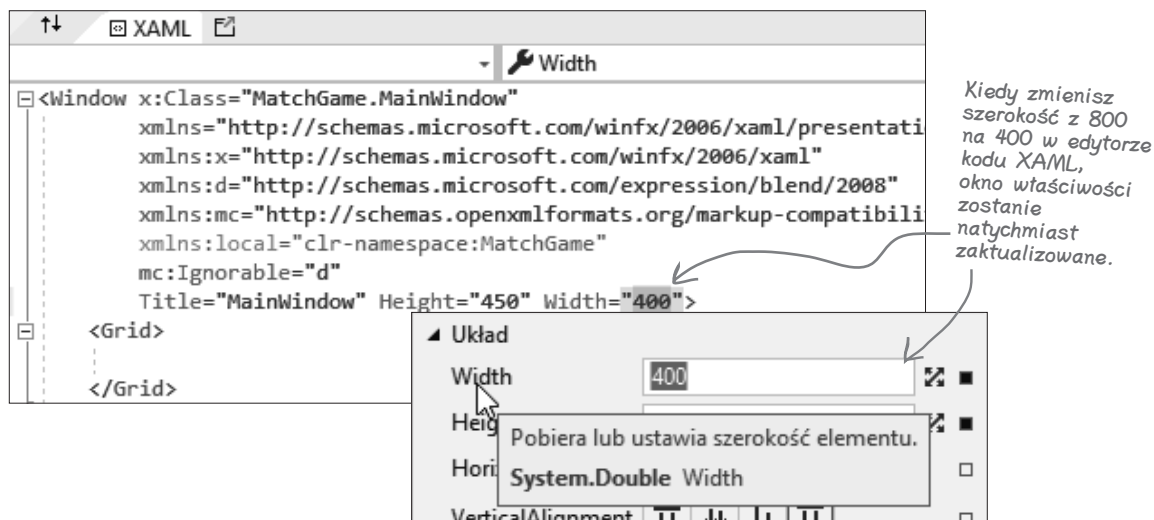 XAML
Width
<Window x:Class="MatchGame.MainWindow"
xmlns="http://schemas.microsoft.com/winfx/2006/xaml/presentati
xmlns:x="http://schemas.microsoft.com/winfx/2006/xaml"
xmlns:d="http://schemas.microsoft.com/expression/blend/2008"
xmlns:mc="http://schemas.openxmlformats.org/markup-compatibili
xmlns:local="clr-namespace:MatchGame"
mc:Ignorable="d"
Title="MainWindow" Height="450" Width="400">
<Grid>
</Grid>
Kiedy zmienisz
szerokość z 800
na 400 w edytorze
kodu XAML,
okno właściwości
zostanie
natychmiast
zaktualizowane.
Układ
Width 400
Heig
Pobiera lub ustawia szerokość elementu.
Hori
System.Double Width
VerticalAlignment